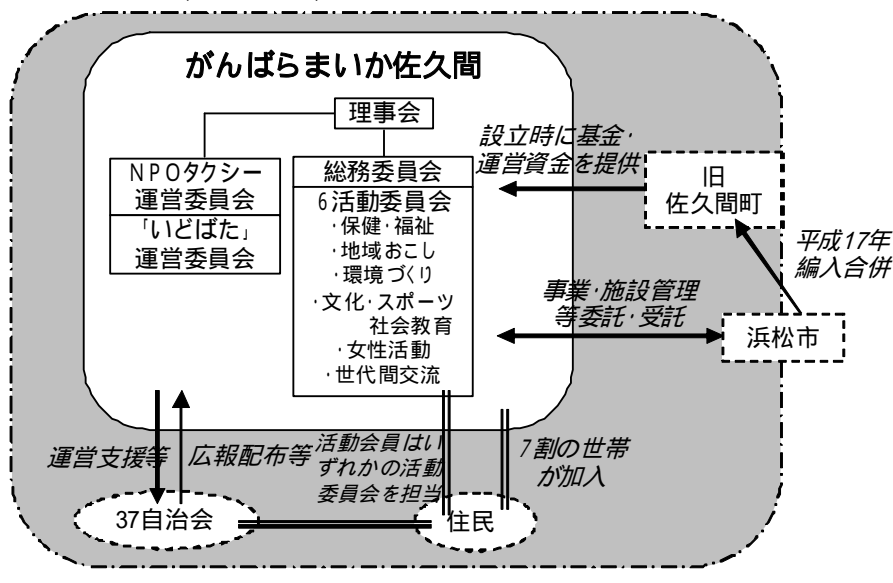 がんばらまいか佐久間
理事会
NPOタクシー
運営委員会
「いどばた」
運営委員会
総務委員会
6活動委員会
・保健・福祉
・地域おこし
・環境づくり
・文化・スポーツ
社会教育
・女性活動
・世代間交流
設立時に基金・
運営資金を提供
旧
佐久間町
平成17年
編入合併
事業・施設管理
等委託・受託
浜松市
運営支援等
広報配布等
活動会員はい
ずれかの活動
委員会を担当
7割の世帯
が加入
37自治会
住民